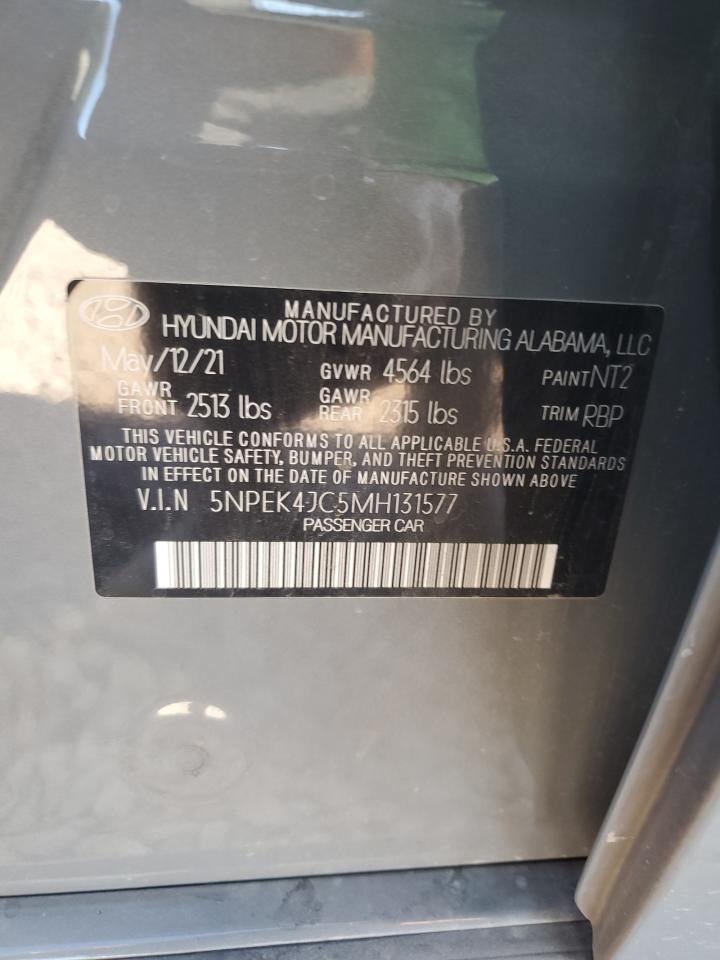 MANUFACTURED BY
HYUNDAI MOTOR MANUFACTURING ALABAMA, LLC
May/12/21 GVWR 4564 lbs PAINT NT2
GAWR FRONT 2513 lbs GAWR REAR 2315 lbs TRIM RBP
THIS VEHICLE CONFORMS TO ALL APPLICABLE U.S.A. FEDERAL
MOTOR VEHICLE SAFETY, BUMPER, AND THEFT PREVENTION STANDARDS
IN EFFECT ON THE DATE OF MANUFACTURE SHOWN ABOVE
V.I.N 5NPEK4JC5MH131577
PASSENGER CAR